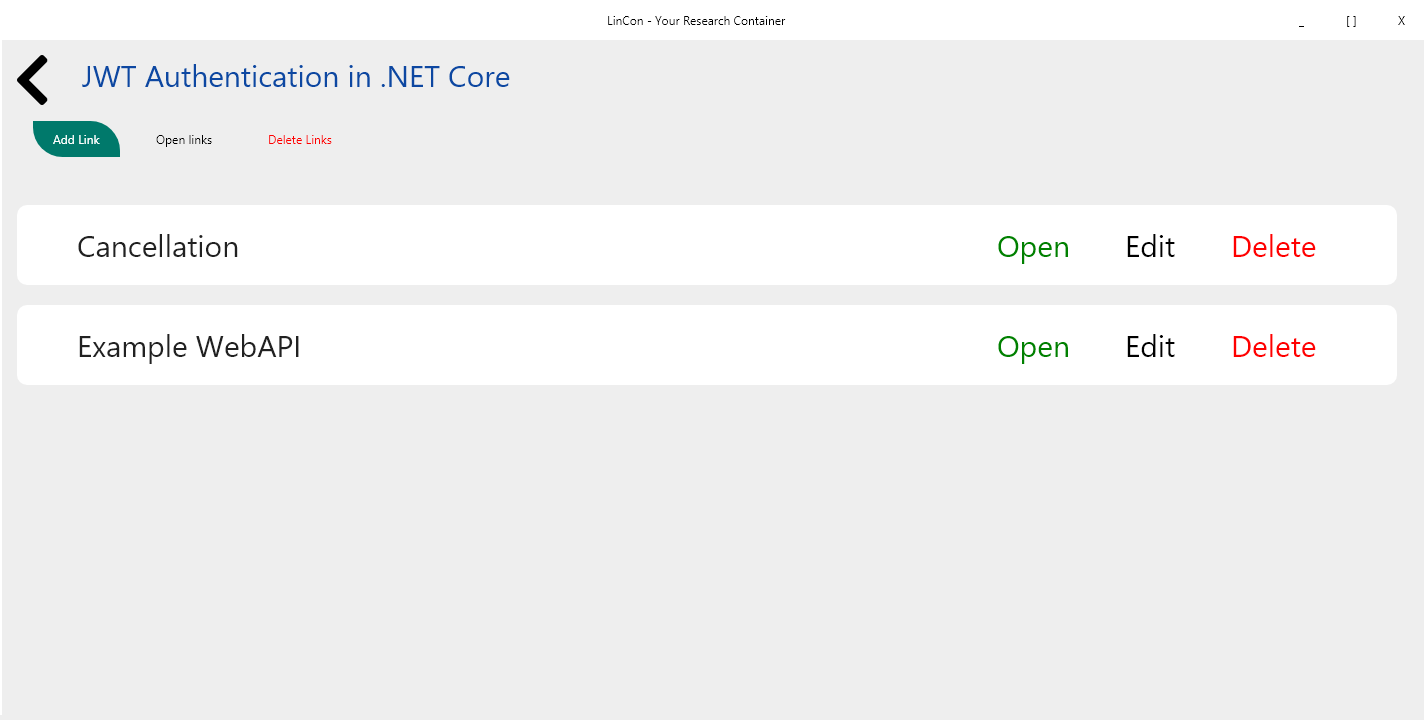 LinCon - Your Research Container _ [ ] X
JWT Authentication in .NET Core
Add Link Open links Delete Links
Cancellation Open Edit Delete
Example WebAPI Open Edit Delete